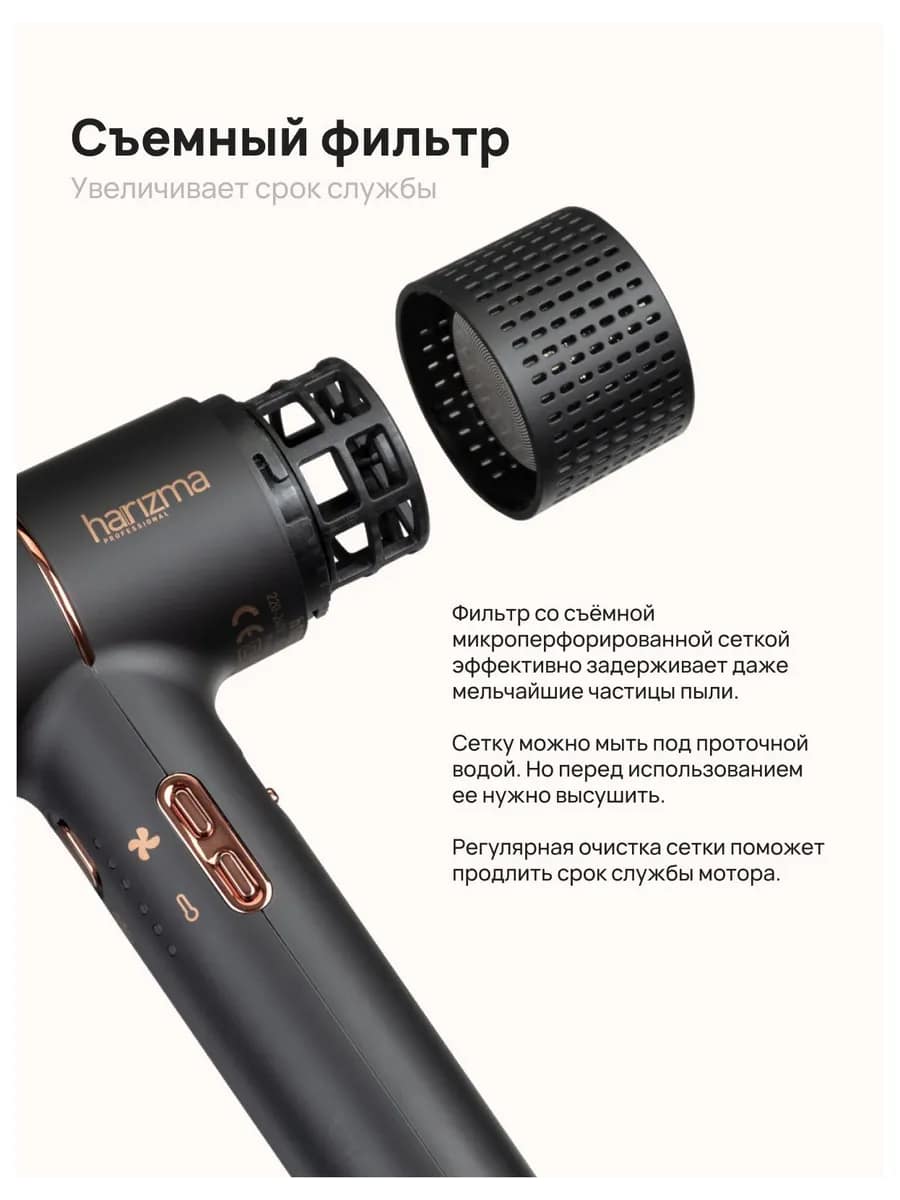 Съемный фильтр
Увеличивает срок службы
harizma
PROFESSIONAL
CE
Фильтр со съёмной
микроперфорированной сеткой
эффективно задерживает даже
мельчайшие частицы пыли.
Сетку можно мыть под проточной
водой. Но перед использованием
ее нужно высушить.
Регулярная очистка сетки поможет
продлить срок службы мотора.